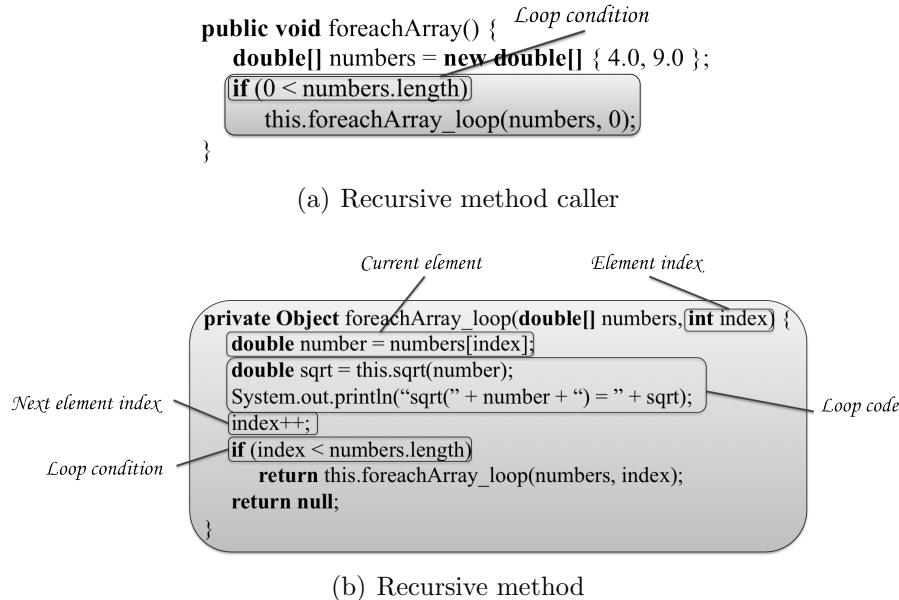 Loop condition
public void foreachArray() {
double[] numbers = new double[] { 4.0, 9.0 };
if (0 < numbers.length)
this.foreachArray_loop(numbers, 0);
}
(a) Recursive method caller
Current element
Element index
private Object foreachArray_loop(double[] numbers, int index) {
double number = numbers[index];
double sqrt = this.sqrt(number);
System.out.println(“sqrt(” + number + “) = ” + sqrt);
Next element index
index++;
Loop code
if (index < numbers.length)
Loop condition
return this.foreachArray_loop(numbers, index);
return null;
}
(b) Recursive method